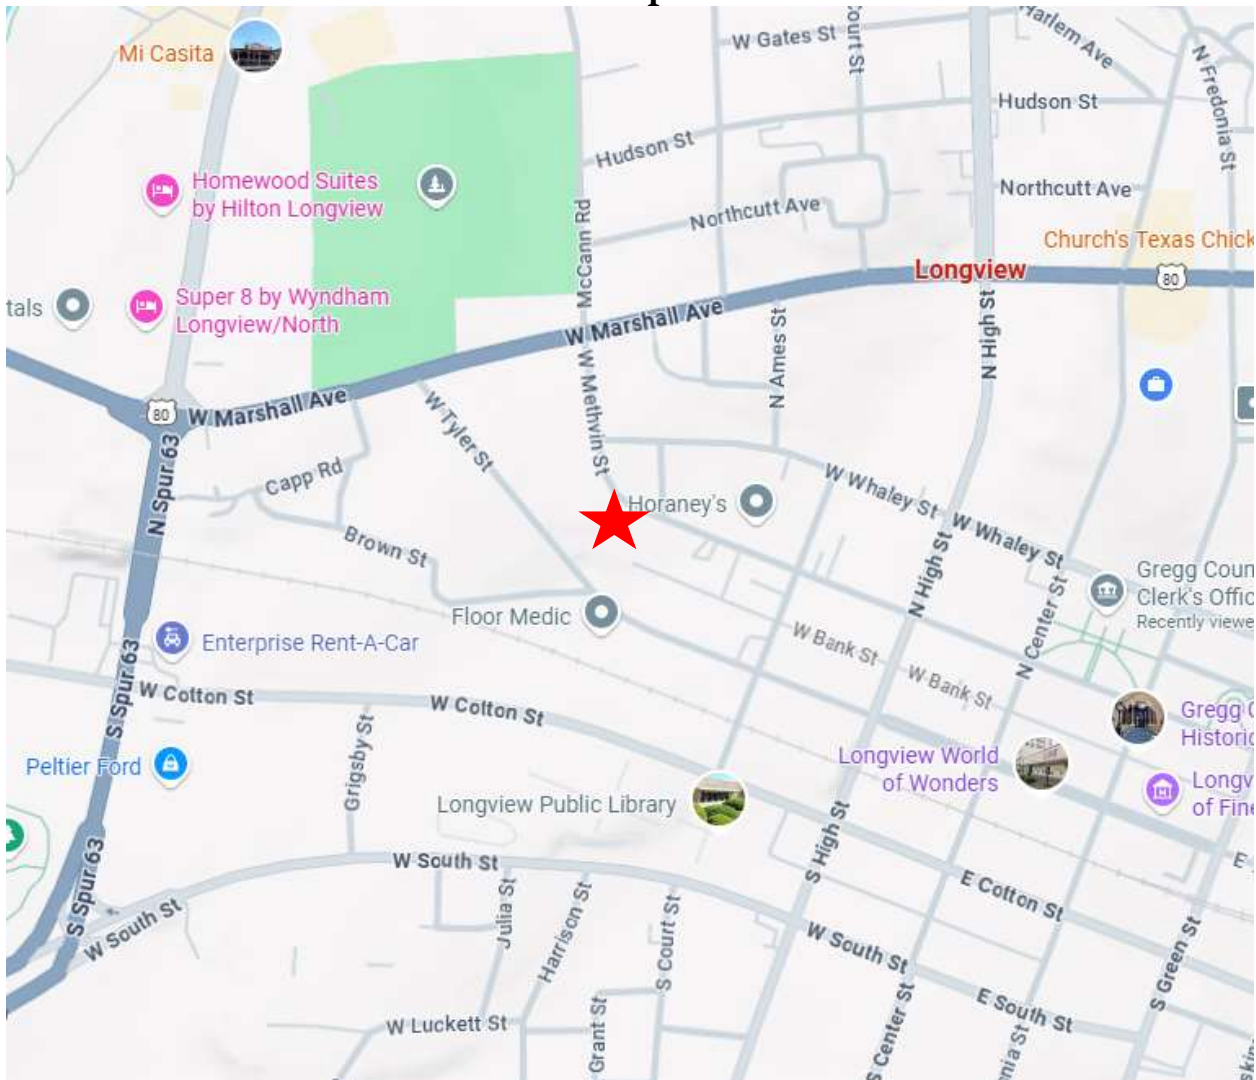 Mi Casita
W Gates St
Court St
Harlem Ave
N Fredonia St
Hudson St
Hudson St
Homewood Suites
by Hilton Longview
Northcutt Ave
Northcutt Ave
McCann Rd
Church's Texas Chick
Longview
80
tals
Super 8 by Wyndham
Longview/North
W Marshall Ave
N High St
N Ames St
W Methvin St
80
W Marshall Ave
W Tyler St
N Spur 63
Capp Rd
Horaney's
W Whaley St
W Whaley St
Brown St
N High St
N Center St
Gregg Coun
Clerk's Offic
Recently viewe
Floor Medic
Enterprise Rent-A-Car
W Bank St
W Bank St
S Spur 63
W Cotton St
W Cotton St
Gregg C
Historic
Grigsby St
Peltier Ford
Longview World
of Wonders
Longview Public Library
Longv
of Fine
S High St
W South St
E
E Cotton St
S Spur 63
W South St
Julia St
Harrison St
S Court St
W South St
S Green St
E South St
W Luckett St
Grant St
S Center St
nia St